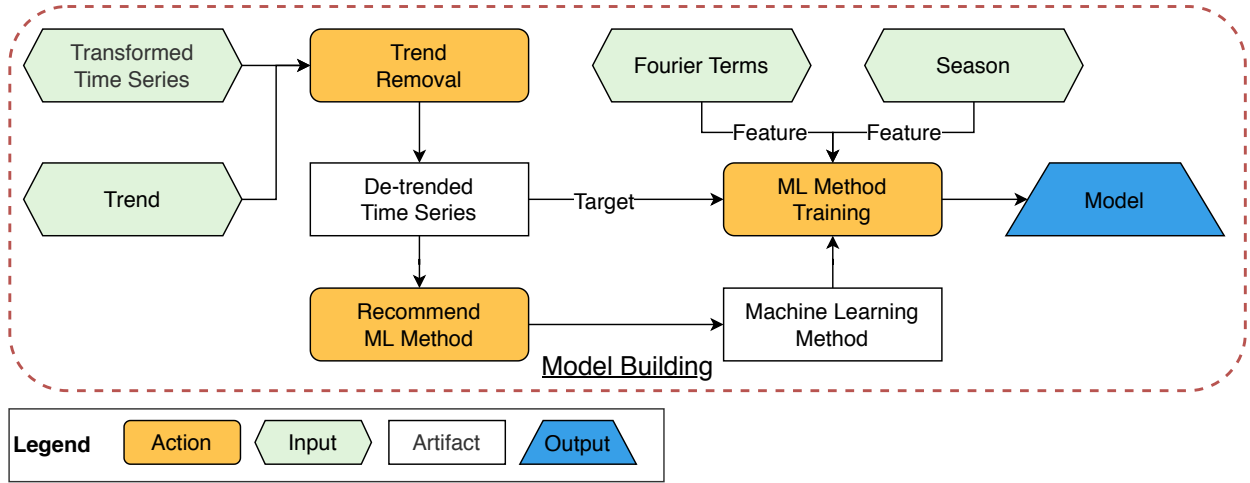 Transformed
Time Series
Trend
Removal
Fourier Terms
Season
Feature
Feature
Trend
De-trended
Time Series
Target
ML Method
Training
Model
Recommend
ML Method
Machine Learning
Method
Model Building
Legend
Action
Input
Artifact
Output